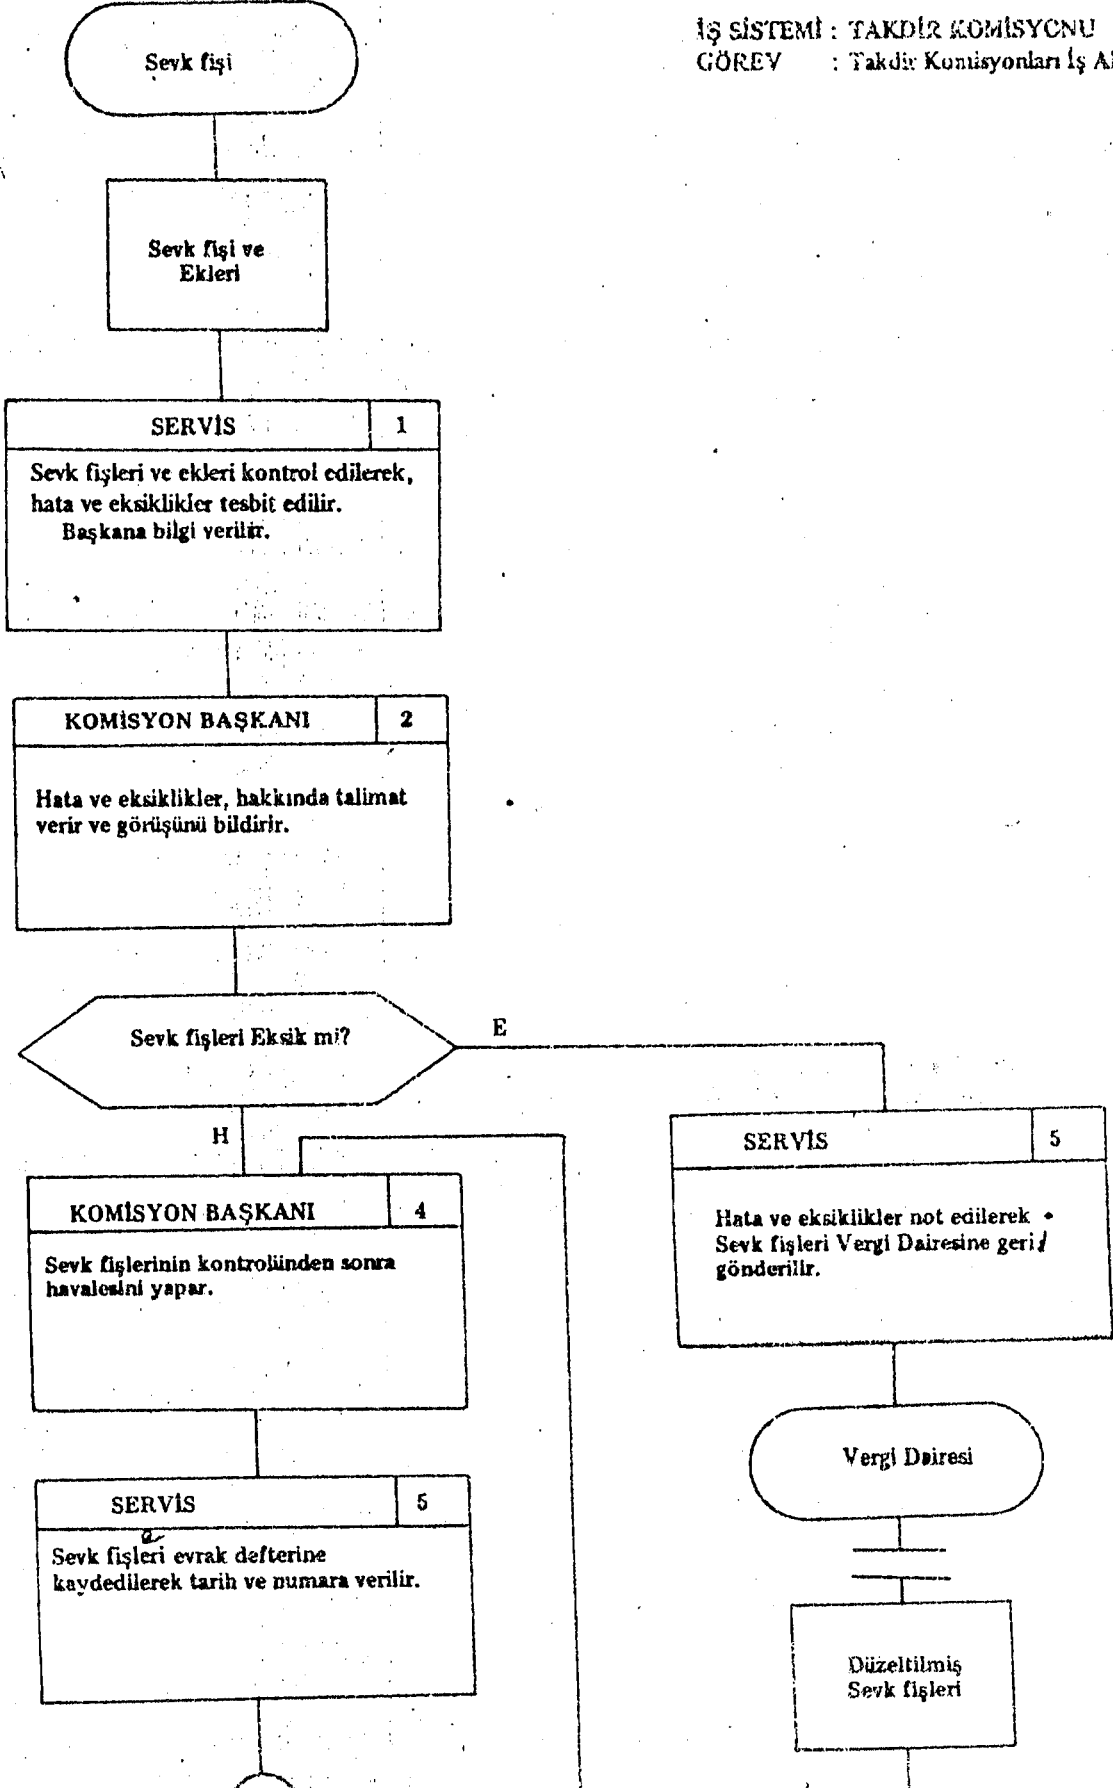 İŞ SİSTEMİ : TAKDİR KOMİSYONU
GÖREV : Takdir Komisyonları İş
Sevk fişi
Sevk fişi ve
Ekleri
SERVİS 1
Sevk fişleri ve ekleri kontrol edilerek,
hata ve eksiklikler tesbit edilir.
Başkana bilgi verilir.
KOMİSYON BAŞKANI 2
Hata ve eksiklikler, hakkında talimat
verir ve görüşünü bildirir.
Sevk fişleri Eksik mi?
E
H
KOMİSYON BAŞKANI 4
Sevk fişlerinin kontrolünden sonra
havalesini yapar.
SERVİS 5
Sevk fişleri evrak defterine
kaydedilerek tarih ve numara verilir.
SERVİS 5
Hata ve eksiklikler not edilerek
Sevk fişleri Vergi Dairesine geri
gönderilir.
Vergi Dairesi
Düzeltilmiş
Sevk fişleri